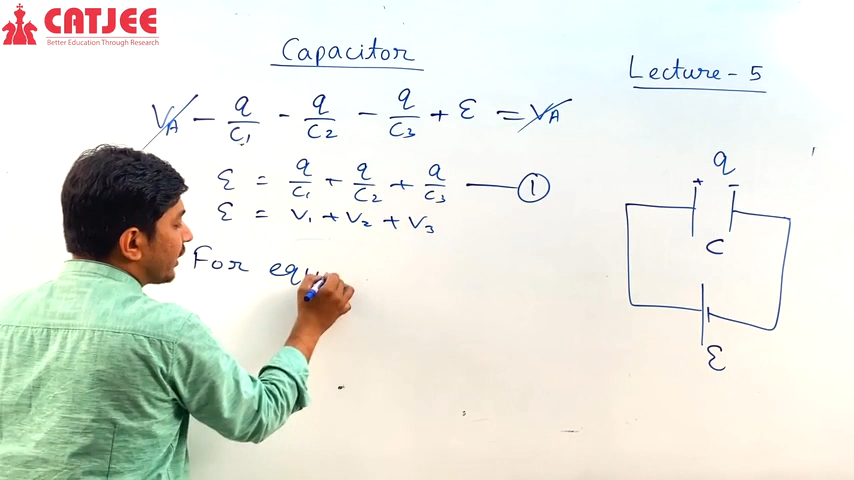 CATJEE
Better Education Through Research
Capacitor
Lecture - 5
V_A - q/C1 - q/C2 - q/C3 + ε = V_A
ε = q/C1 + q/C2 + q/C3 — 1
ε = V1 + V2 + V3
For equ
q
+ -
C
ε